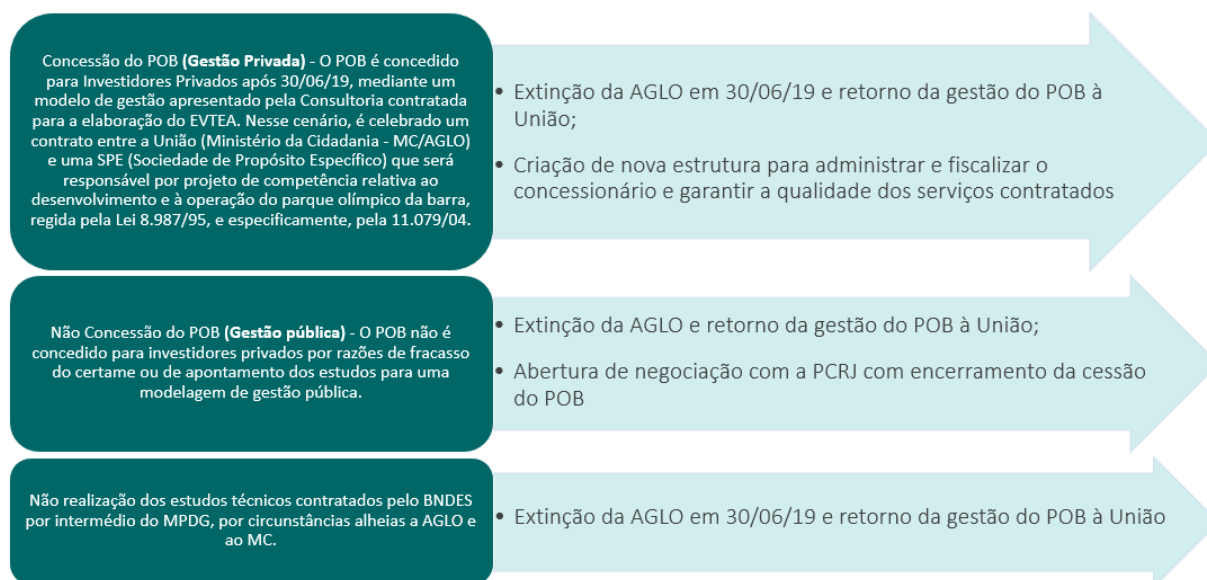 Concessão do POB (Gestão Privada) - O POB é concedido
para Investidores Privados após 30/06/19, mediante um
modelo de gestão apresentado pela Consultoria contratada
para a elaboração do EVTEA. Nesse cenário, é celebrado um
contrato entre a União (Ministério da Cidadania - MC/AGLO)
e uma SPE (Sociedade de Propósito Específico) que será
responsável por projeto de competência relativa ao
desenvolvimento e à operação do parque olímpico da barra,
regida pela Lei 8.987/95, e especificamente, pela 11.079/04.
• Extinção da AGLO em 30/06/19 e retorno da gestão do POB à
União;
• Criação de nova estrutura para administrar e fiscalizar o
concessionário e garantir a qualidade dos serviços contratados
Não Concessão do POB (Gestão pública) - O POB não é
concedido para investidores privados por razões de fracasso
do certame ou de apontamento dos estudos para uma
modelagem de gestão pública.
• Extinção da AGLO e retorno da gestão do POB à União;
• Abertura de negociação com a PCRJ com encerramento da cessão
do POB
Não realização dos estudos técnicos contratados pelo BNDES
por intermédio do MPDG, por circunstâncias alheias a AGLO e
ao MC.
• Extinção da AGLO em 30/06/19 e retorno da gestão do POB à União